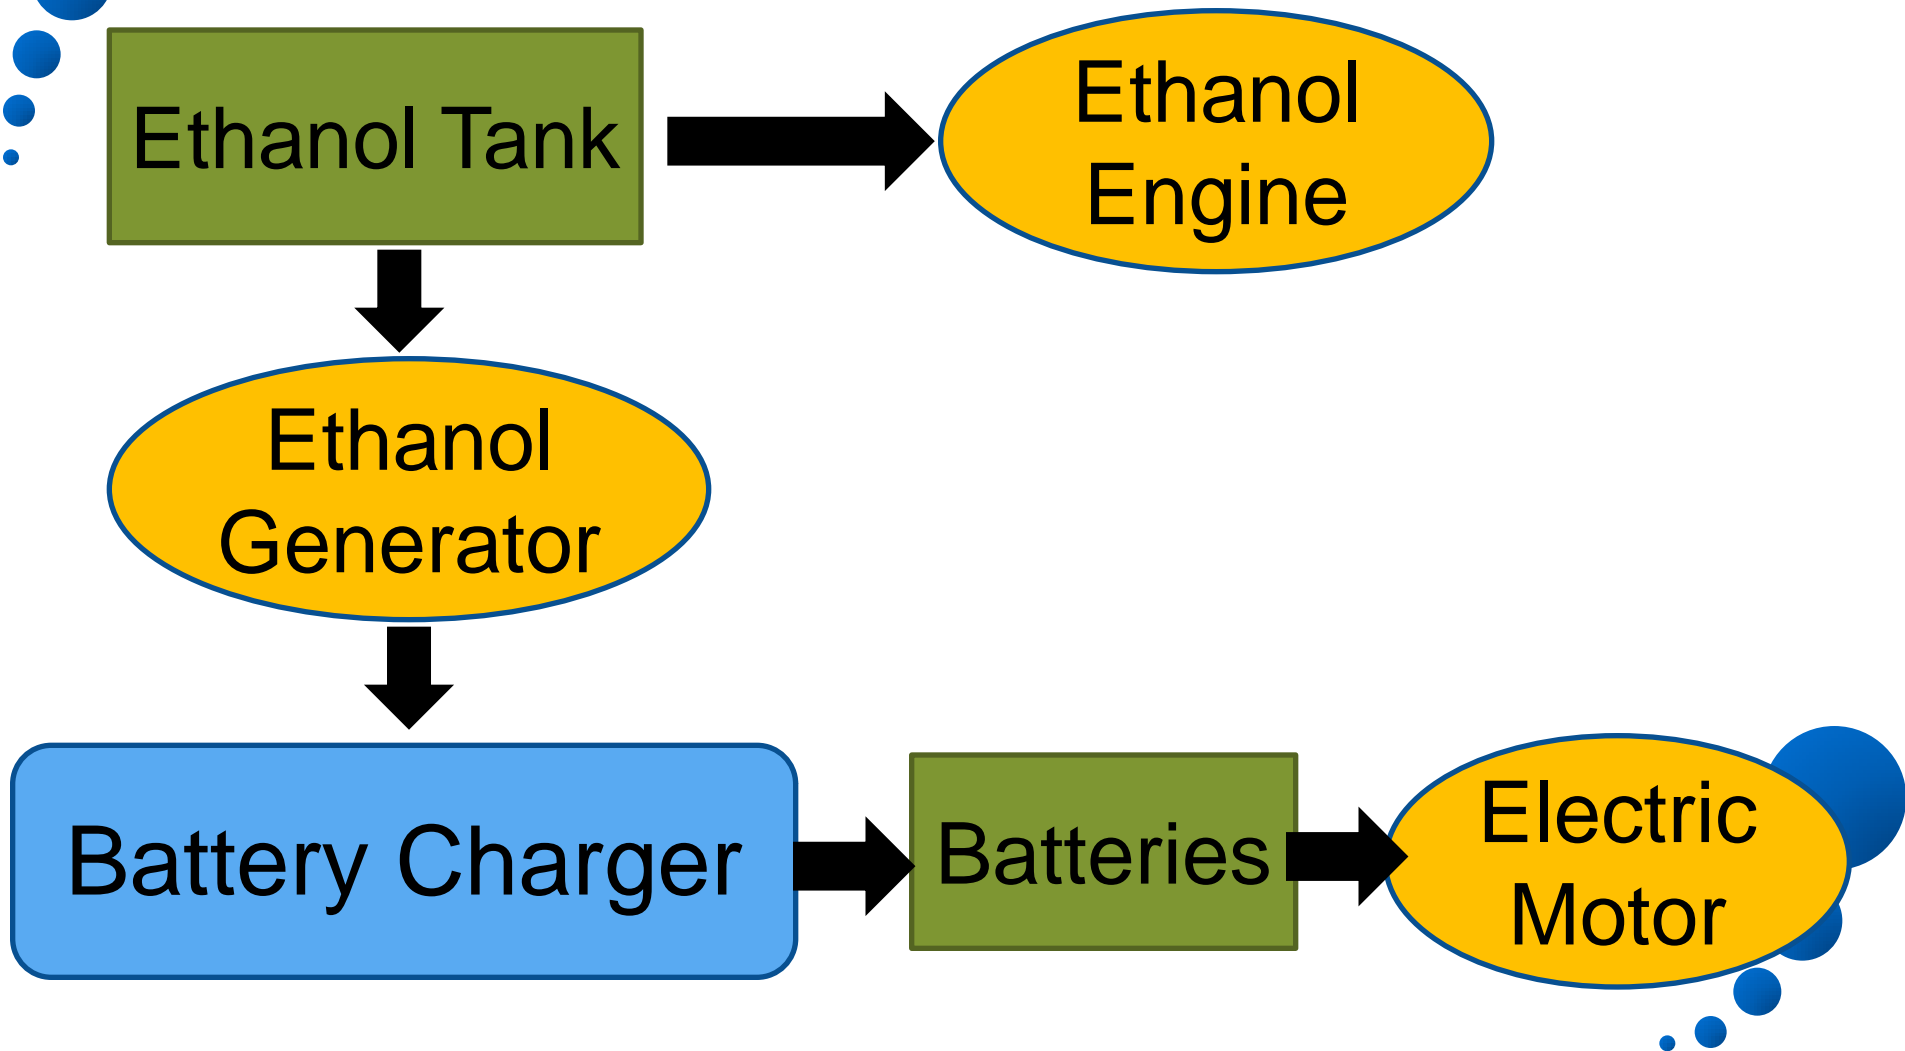 Ethanol Tank
Ethanol
Engine
Ethanol
Generator
Battery Charger
Batteries
Electric
Motor